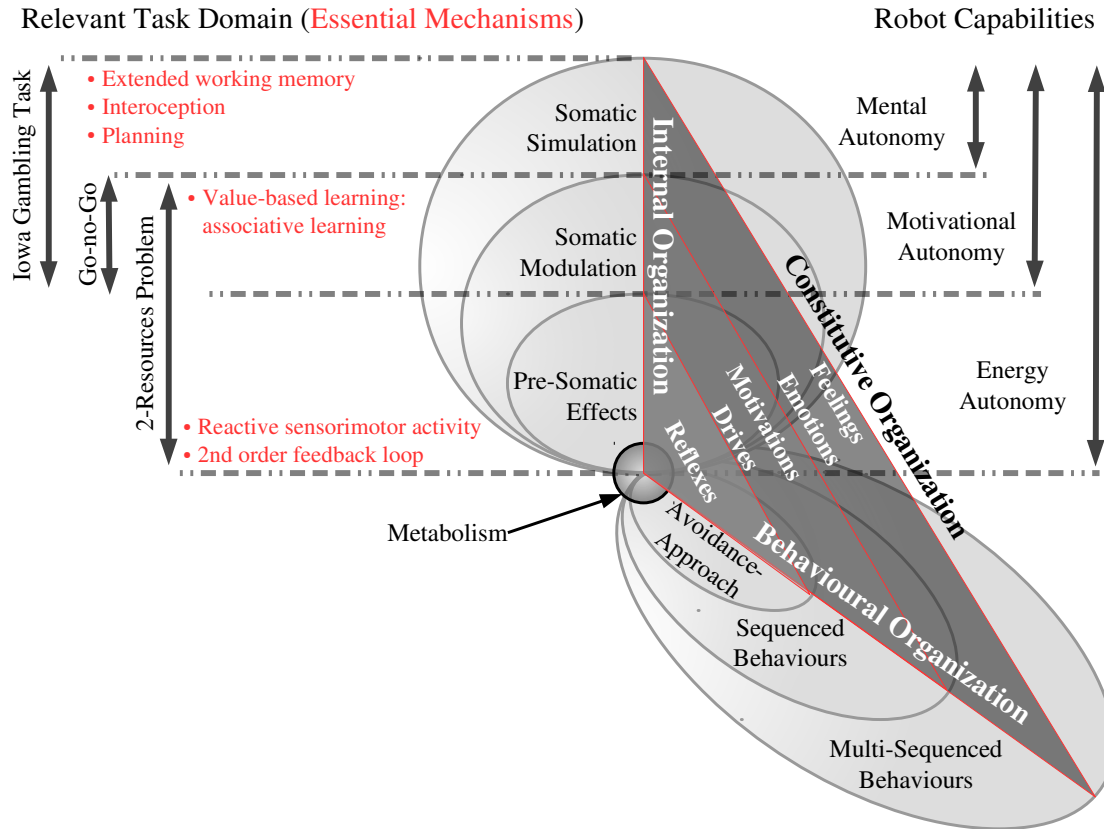 Relevant Task Domain (Essential Mechanisms)
Robot Capabilities
Iowa Gambling Task
Go-no-Go
2-Resources Problem
• Extended working memory
• Interoception
• Planning
• Value-based learning:
associative learning
• Reactive sensorimotor activity
• 2nd order feedback loop
Somatic
Simulation
Somatic
Modulation
Pre-Somatic
Effects
Metabolism
Internal Organization
Constitutive Organization
Behavioural Organization
Reflexes
Drives
Motivations
Emotions
Feelings
Mental
Autonomy
Motivational
Autonomy
Energy
Autonomy
Avoidance-
Approach
Sequenced
Behaviours
Multi-Sequenced
Behaviours